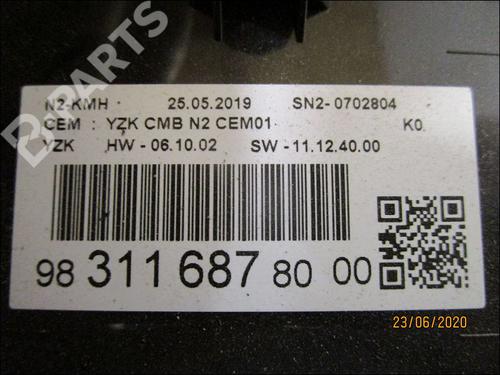 B PARTS
N2-KMH 25.05.2019 SN2- 0702804
CEM : YZK CMB N2 CEM01 K0
YZK HW - 06.10.02 SW - 11.12.40.00
98 311 687 80 00
23/06/2020